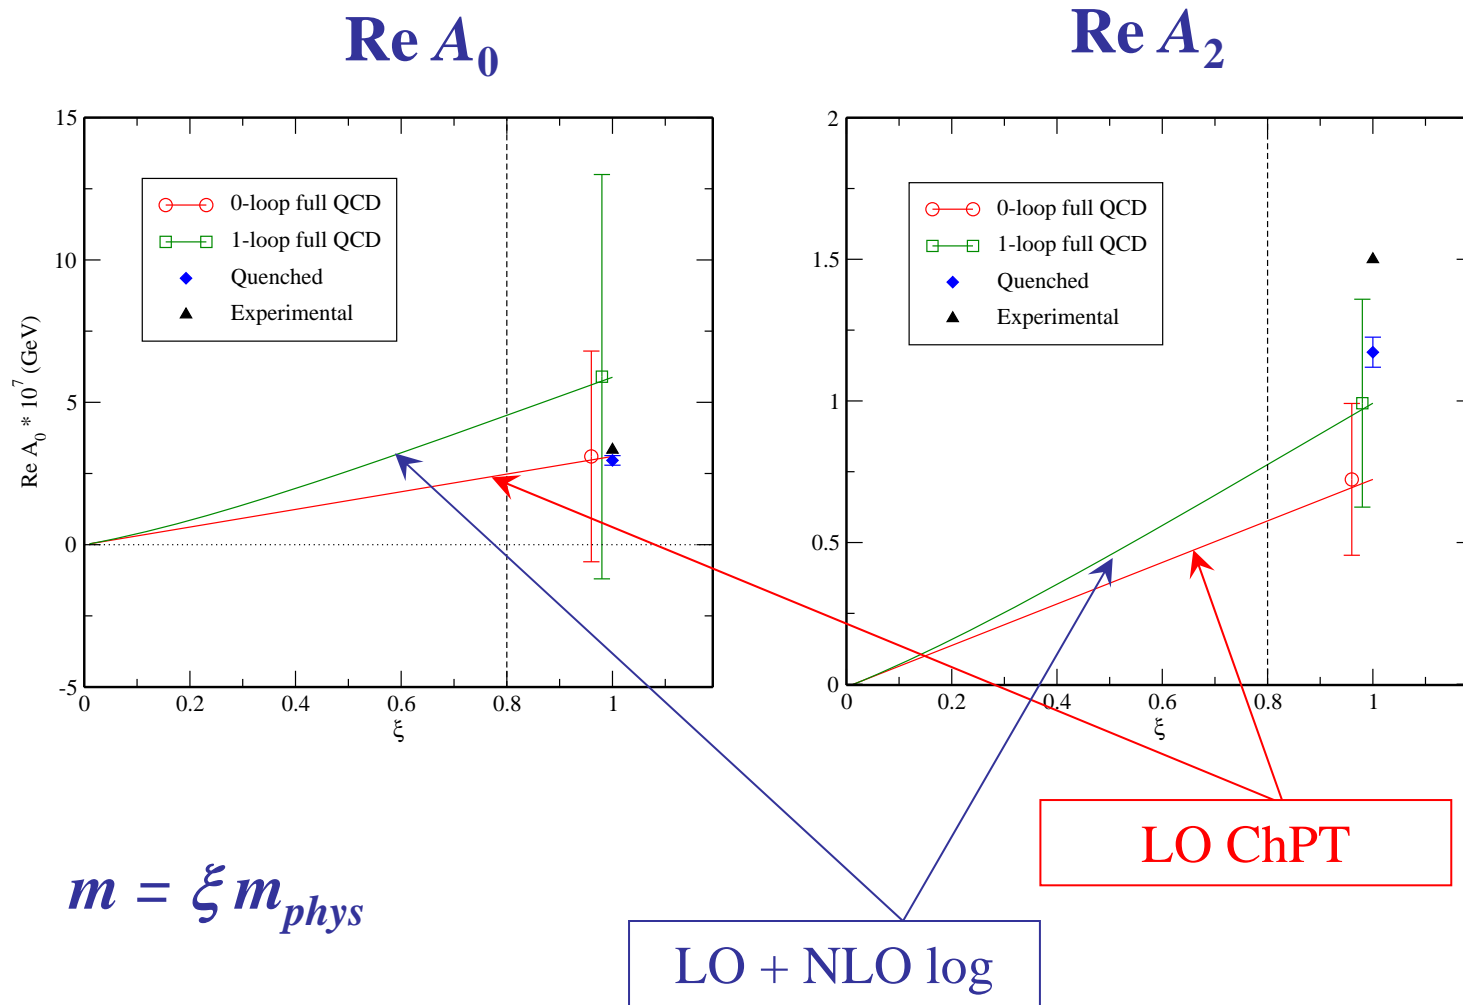 Re A₀
Re A₂
15
10
5
0
-5
0
0.2
0.4
0.6
0.8
1
ξ
Re A₀ * 10⁷ (GeV)
0-loop full QCD
1-loop full QCD
Quenched
Experimental
2
1.5
1
0.5
0
0
0.2
0.4
0.6
0.8
1
ξ
0-loop full QCD
1-loop full QCD
Quenched
Experimental
LO ChPT
m = ξ m_phys
LO + NLO log